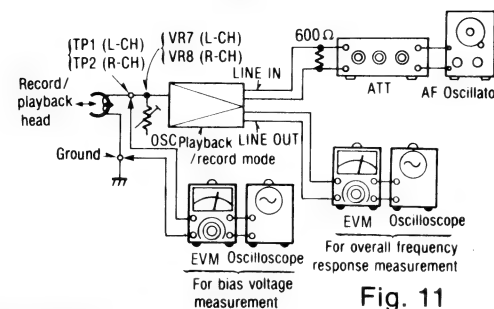 TP1 (L-CH)
TP2 (R-CH)
VR7 (L-CH)
VR8 (R-CH)
600Ω
LINE IN
ATT
AF Oscillator
Record/
playback
head
OSC
Playback
/record mode
LINE OUT
Ground
EVM
Oscilloscope
For bias voltage
measurement
EVM
Oscilloscope
For overall frequency
response measurement
Fig. 11